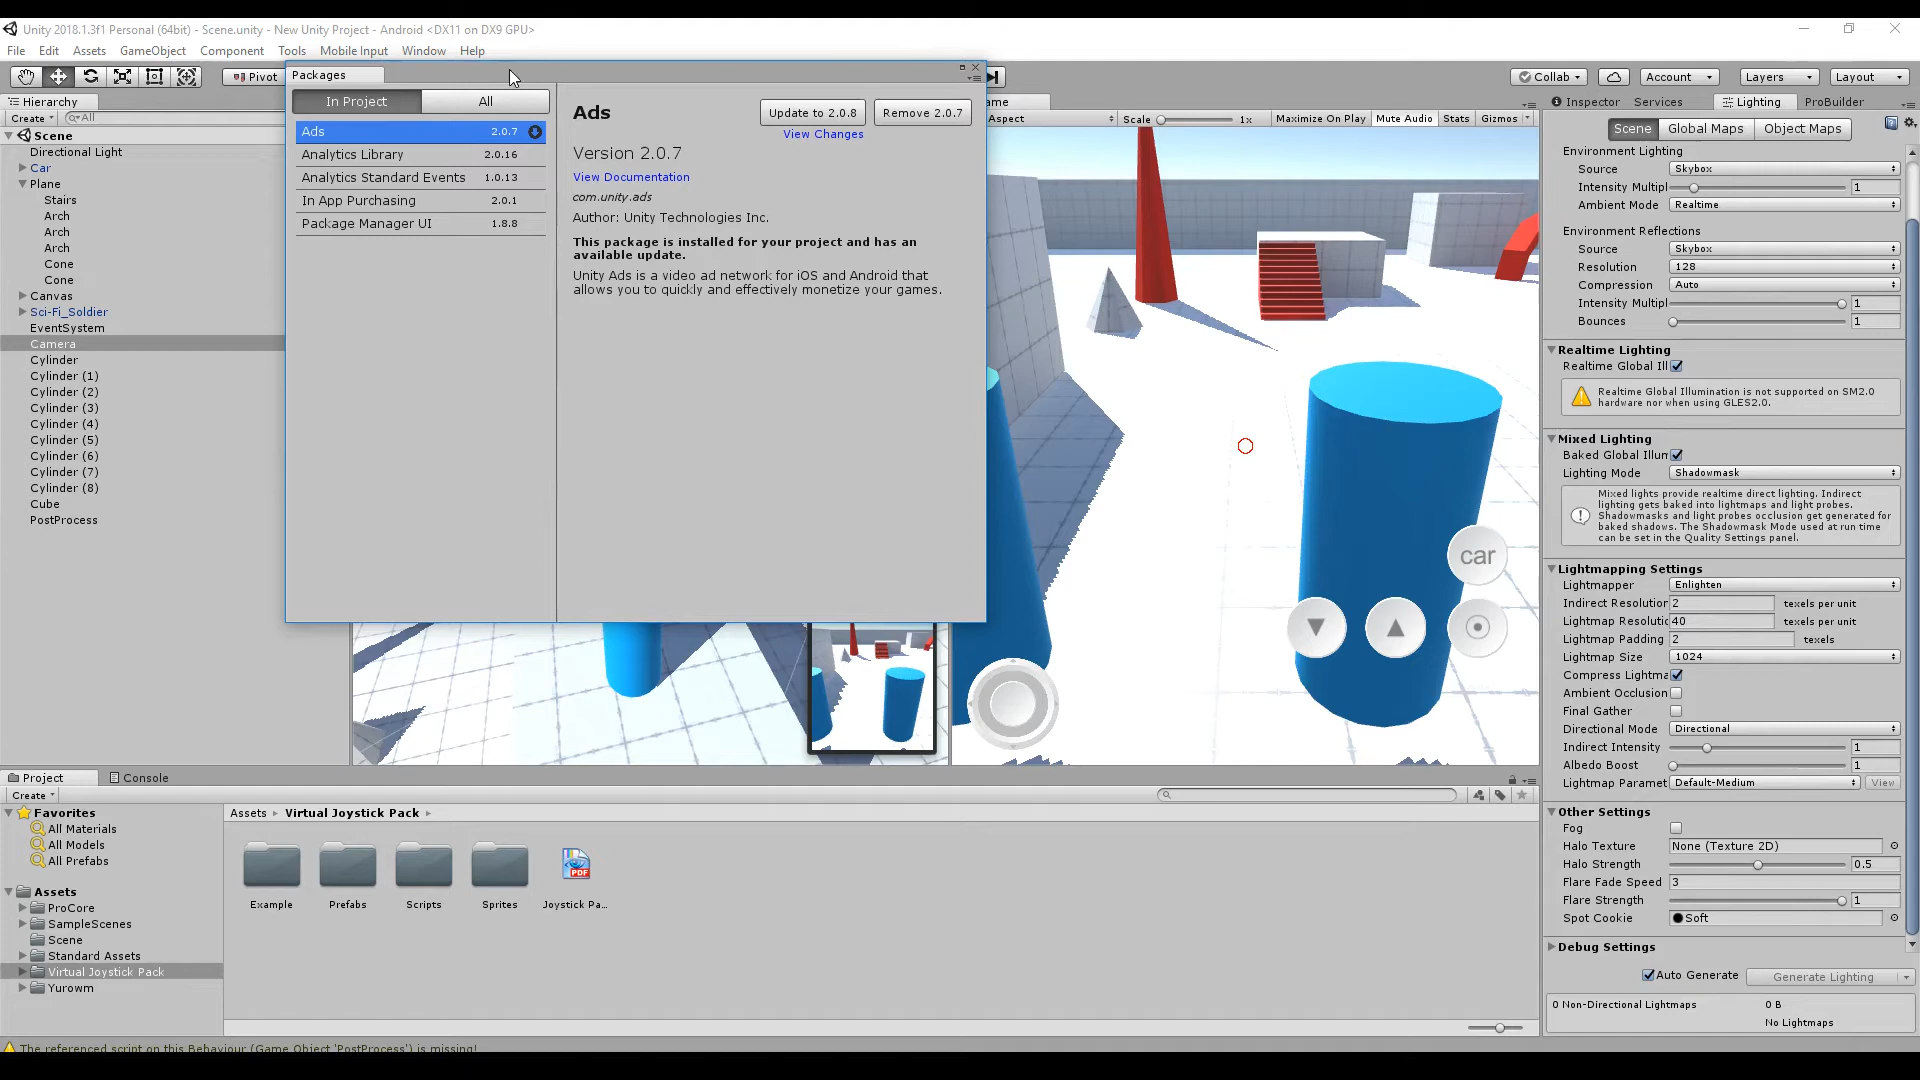 Unity 2018.1.3f1 Personal (64bit) - Scene.unity - New Unity Project - Android <DX11 on DX9 GPU>
File Edit Assets GameObject Component Tools Mobile Input Window Help
Pivot
Collab
Account
Layers
Layout
Packages
In Project All
Ads 2.0.7
Analytics Library 2.0.16
Analytics Standard Events 1.0.13
In App Purchasing 2.0.1
Package Manager UI 1.8.8
Ads
Update to 2.0.8
Remove 2.0.7
View Changes
Version 2.0.7
View Documentation
com.unity.ads
Author: Unity Technologies Inc.
This package is installed for your project and has an
available update.
Unity Ads is a video ad network for iOS and Android that
allows you to quickly and effectively monetize your games.
Hierarchy
Create
All
Scene
Directional Light
Car
Plane
Stairs
Arch
Arch
Arch
Cone
Cone
Canvas
Sci-Fi_Soldier
EventSystem
Camera
Cylinder
Cylinder (1)
Cylinder (2)
Cylinder (3)
Cylinder (4)
Cylinder (5)
Cylinder (6)
Cylinder (7)
Cylinder (8)
Cube
PostProcess
ame
Aspect
Scale 1x
Maximize On Play Mute Audio Stats Gizmos
car
Inspector Services Lighting ProBuilder
Scene Global Maps Object Maps
Environment Lighting
Source Skybox
Intensity Multipl 1
Ambient Mode Realtime
Environment Reflections
Source Skybox
Resolution 128
Compression Auto
Intensity Multipl 1
Bounces 1
Realtime Lighting
Realtime Global Ill
Realtime Global Illumination is not supported on SM2.0
hardware nor when using GLES2.0.
Mixed Lighting
Baked Global Illum
Lighting Mode Shadowmask
Mixed lights provide realtime direct lighting. Indirect
lighting gets baked into lightmaps and light probes.
Shadowmasks and light probes occlusion get generated for
baked shadows. The Shadowmask Mode used at run time
can be set in the Quality Settings panel.
Lightmapping Settings
Lightmapper Enlighten
Indirect Resolution 2 texels per unit
Lightmap Resolutic 40 texels per unit
Lightmap Padding 2 texels
Lightmap Size 1024
Compress Lightma
Ambient Occlusion
Final Gather
Directional Mode Directional
Indirect Intensity 1
Albedo Boost 1
Lightmap Paramet Default-Medium View
Other Settings
Fog
Halo Texture None (Texture 2D)
Halo Strength 0.5
Flare Fade Speed 3
Flare Strength 1
Spot Cookie Soft
Debug Settings
Auto Generate Generate Lighting
0 Non-Directional Lightmaps 0 B
No Lightmaps
Project Console
Create
Favorites
All Materials
All Models
All Prefabs
Assets
ProCore
SampleScenes
Scene
Standard Assets
Virtual Joystick Pack
Yurowm
Assets Virtual Joystick Pack
PDF
Example Prefabs Scripts Sprites Joystick Pa...
The referenced script on this Behaviour (Game Object 'PostProcess') is missing!